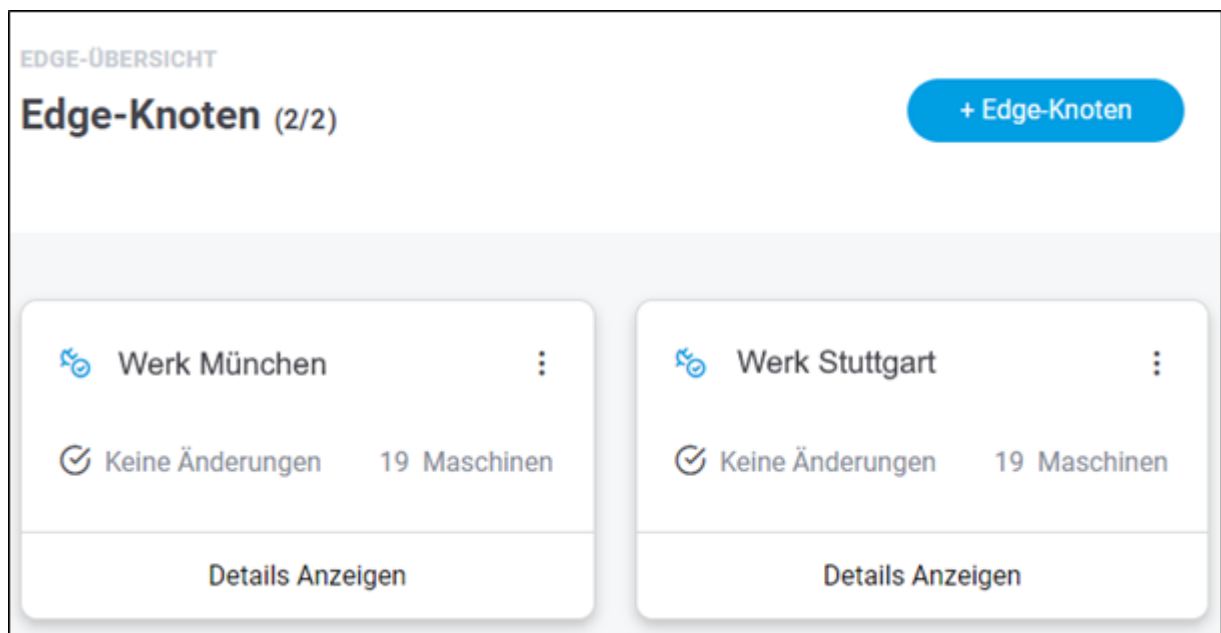 EDGE-ÜBERSICHT
Edge-Knoten (2/2)
+ Edge-Knoten
Werk München
Keine Änderungen 19 Maschinen
Details Anzeigen
Werk Stuttgart
Keine Änderungen 19 Maschinen
Details Anzeigen